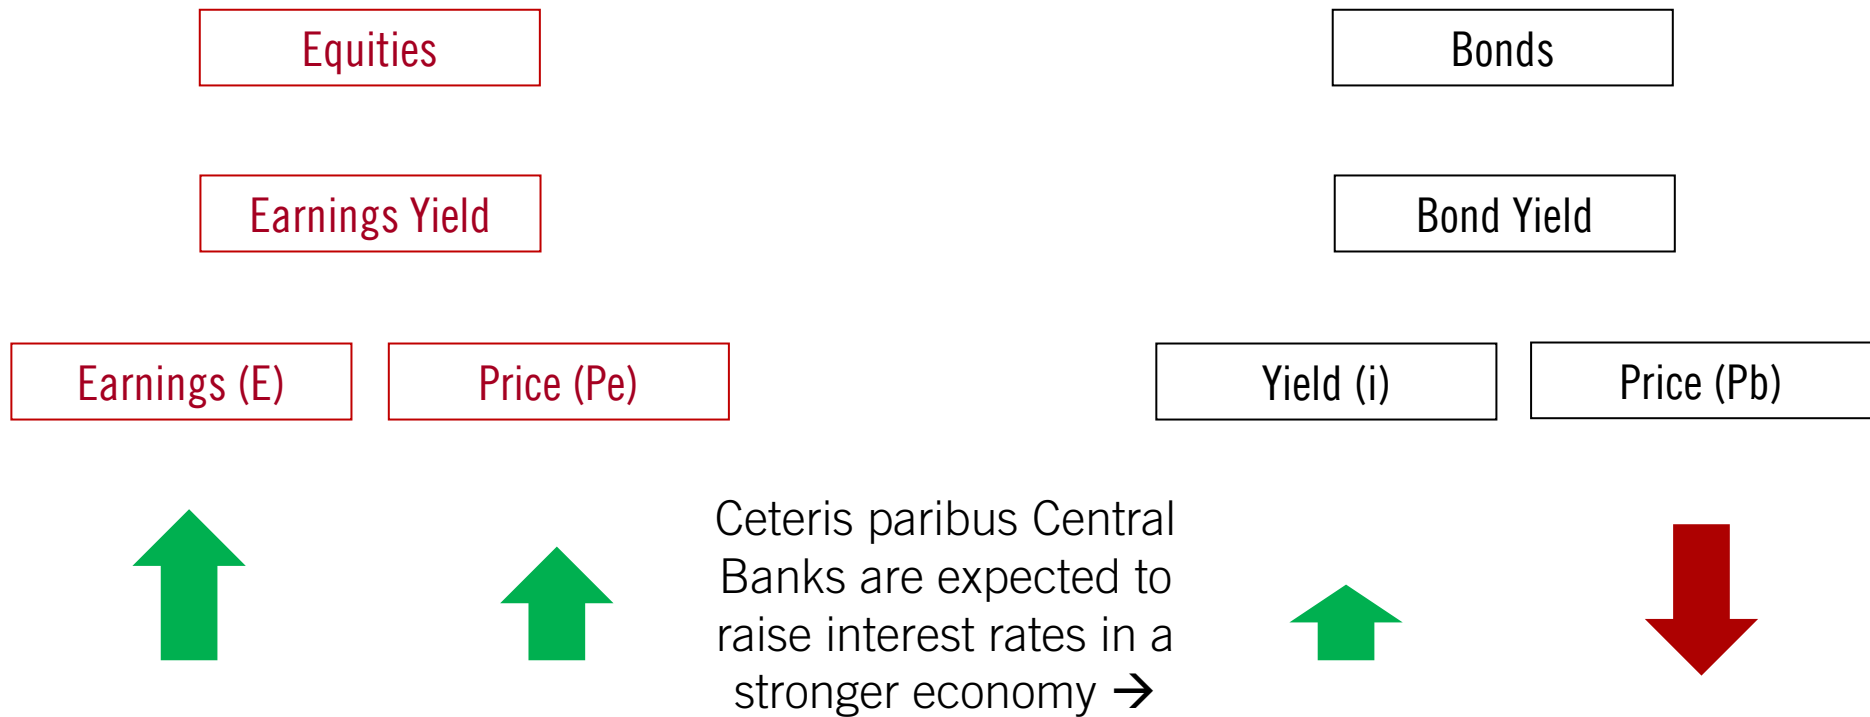 Equities
Bonds
Earnings Yield
Bond Yield
Earnings (E)
Price (Pe)
Yield (i)
Price (Pb)
Ceteris paribus Central
Banks are expected to
raise interest rates in a
stronger economy →